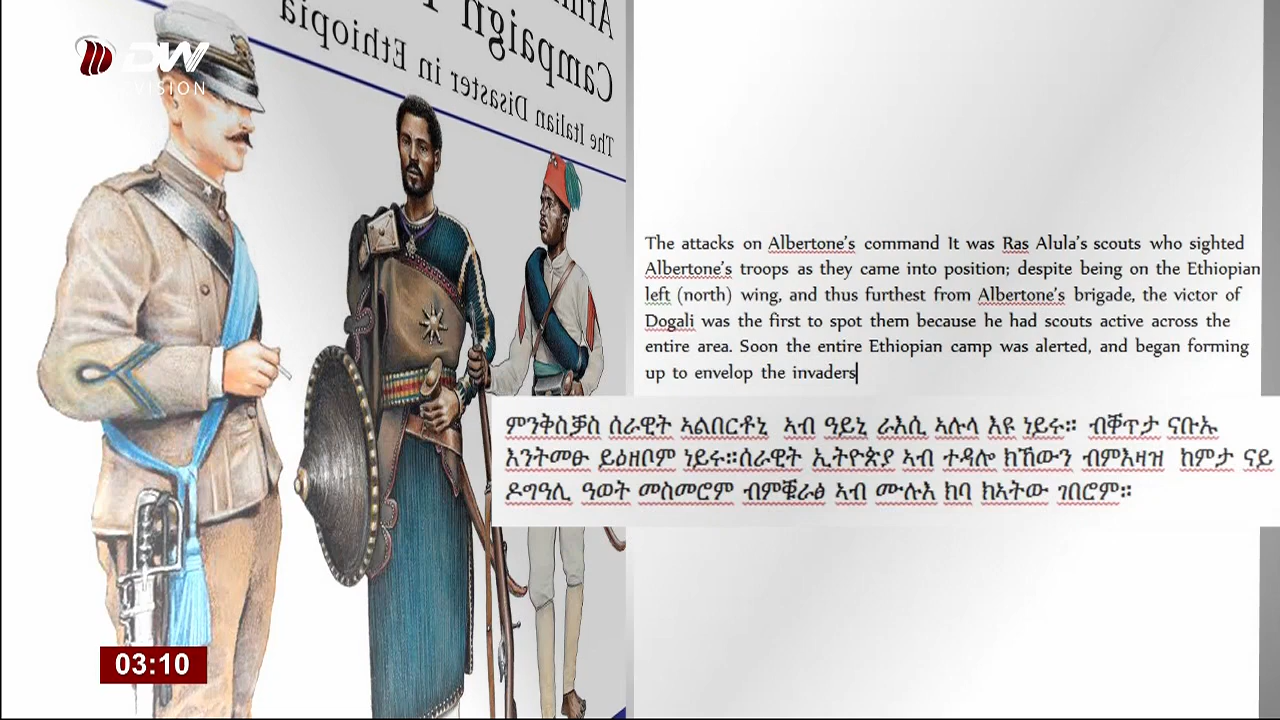 DW
VISION
Campaign
The Italian Disaster in Ethiopia
The attacks on Albertone's command It was Ras Alula's scouts who sighted
Albertone's troops as they came into position; despite being on the Ethiopian
left (north) wing, and thus furthest from Albertone's brigade, the victor of
Dogali was the first to spot them because he had scouts active across the
entire area. Soon the entire Ethiopian camp was alerted, and began forming
up to envelop the invaders
ምንቅስቓስ ሰራዊት ኣልበርቶኒ ኣብ ዓይኒ ራእሲ ኣሉላ እዩ ነይሩ። ብቐጥታ ናቡኡ
እንትመፁ ይዕዘቦም ነይሩ።ሰራዊት ኢትዮጵያ ኣብ ተዳሎ ክኸውን ብምእዛዝ ከምታ ናይ
ዶግዓሊ ዓወት መስመሮም ብምቑራፅ ኣብ ሙሉእ ከባ ክኣትው ገበሮም።
03:10